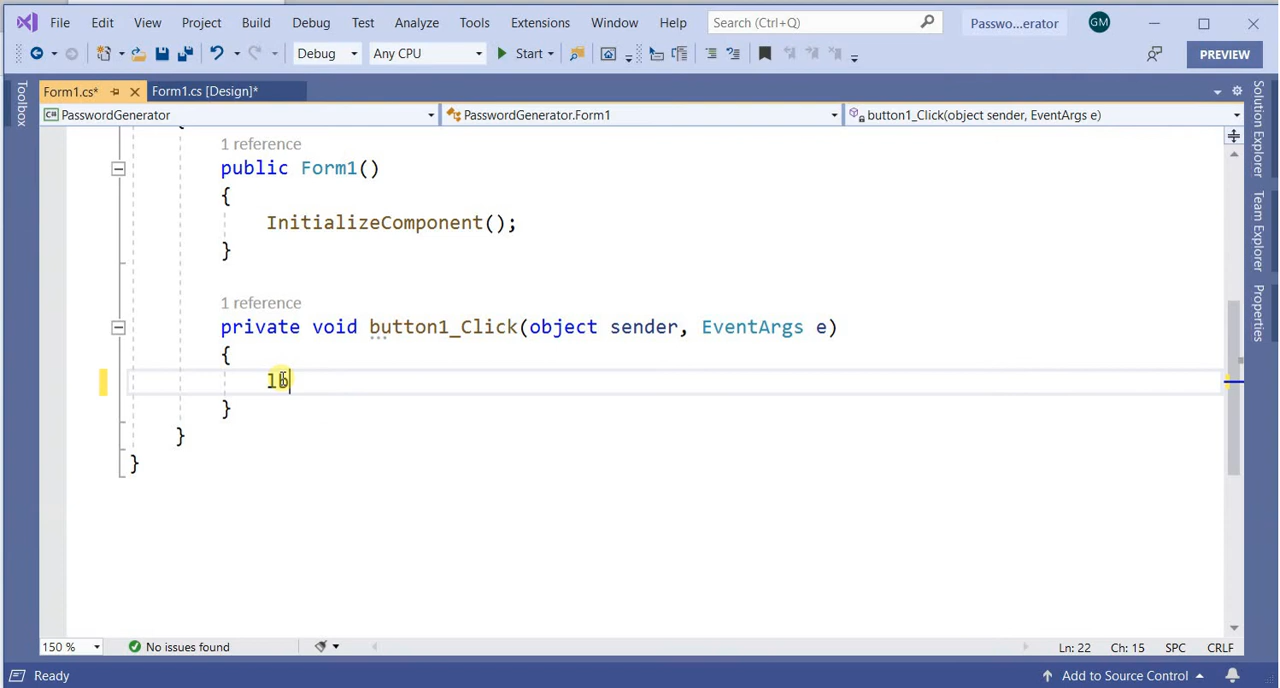 File Edit View Project Build Debug Test Analyze Tools Extensions Window Help Search (Ctrl+Q) Passwo...erator GM
Debug Any CPU Start PREVIEW
Form1.cs* Form1.cs [Design]*
C# PasswordGenerator PasswordGenerator.Form1 button1_Click(object sender, EventArgs e)
Toolbox
1 reference
public Form1()
{
InitializeComponent();
}
1 reference
private void button1_Click(object sender, EventArgs e)
{
lb
}
}
}
Solution Explorer
Team Explorer
Properties
150 % No issues found Ln: 22 Ch: 15 SPC CRLF
Ready Add to Source Control